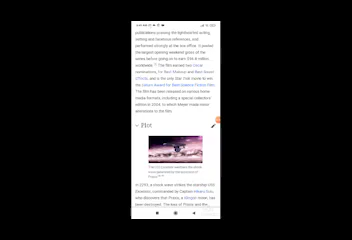 publications praising the lighthearted acting,
writing and facetious references, and
performed strongly at the box office. It posted
the largest opening weekend gross of the
series before going on to earn $96.8 million
worldwide. The film earned two Oscar
nominations, for Best Makeup and Best Sound
Effects, and is the only Star Trek movie to win
the Saturn Award for Best Science Fiction Film.
The film has been released on various home
media formats, including a special collectors'
edition in 2004, to which Meyer made minor
alterations to the film.
Plot
In 2293, a shock wave strikes the starship USS
Excelsior, commanded by Captain Hikaru Sulu,
who discovers that Praxis, a Klingon moon, has
been destroyed. The loss of Praxis and the